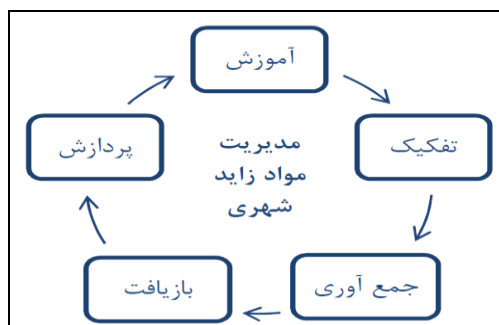 آموزش
تفکیک
جمع آوری
بازیافت
پردازش
مدیریت
مواد زاید
شهری